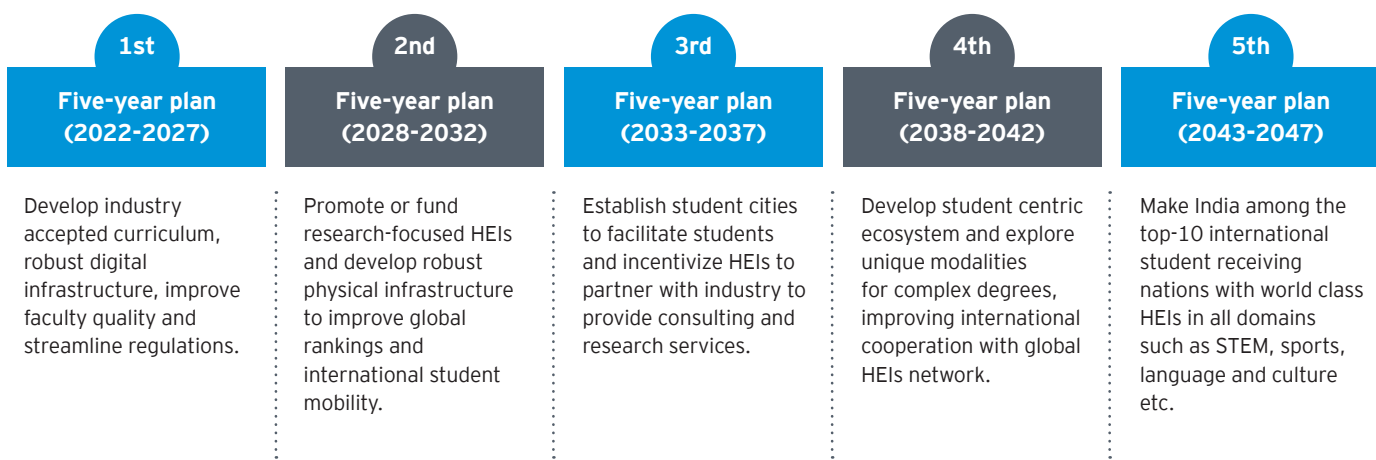 1st
Five-year plan
(2022-2027)
Develop industry
accepted curriculum,
robust digital
infrastructure, improve
faculty quality and
streamline regulations.
2nd
Five-year plan
(2028-2032)
Promote or fund
research-focused HEIs
and develop robust
physical infrastructure
to improve global
rankings and
international student
mobility.
3rd
Five-year plan
(2033-2037)
Establish student cities
to facilitate students
and incentivize HEIs to
partner with industry to
provide consulting and
research services.
4th
Five-year plan
(2038-2042)
Develop student centric
ecosystem and explore
unique modalities
for complex degrees,
improving international
cooperation with global
HEIs network.
5th
Five-year plan
(2043-2047)
Make India among the
top-10 international
student receiving
nations with world class
HEIs in all domains
such as STEM, sports,
language and culture
etc.